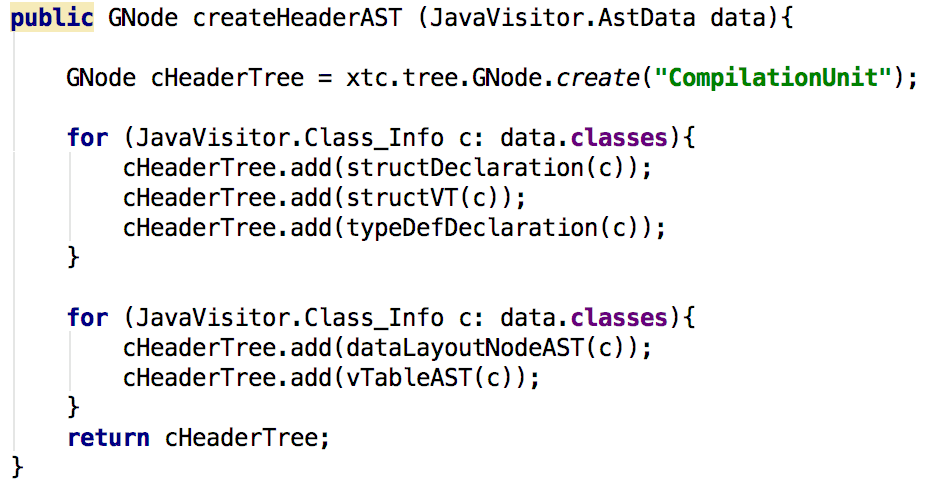 public GNode createHeaderAST (JavaVisitor.AstData data){
GNode cHeaderTree = xtc.tree.GNode.create("CompilationUnit");
for (JavaVisitor.Class_Info c: data.classes){
cHeaderTree.add(structDeclaration(c));
cHeaderTree.add(structVT(c));
cHeaderTree.add(typeDefDeclaration(c));
}
for (JavaVisitor.Class_Info c: data.classes){
cHeaderTree.add(dataLayoutNodeAST(c));
cHeaderTree.add(vTableAST(c));
}
return cHeaderTree;
}